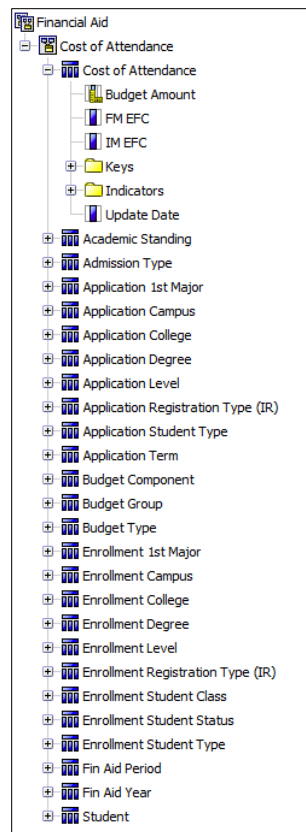 Financial Aid
Cost of Attendance
Cost of Attendance
Budget Amount
FM EFC
IM EFC
Keys
Indicators
Update Date
Academic Standing
Admission Type
Application 1st Major
Application Campus
Application College
Application Degree
Application Level
Application Registration Type (IR)
Application Student Type
Application Term
Budget Component
Budget Group
Budget Type
Enrollment 1st Major
Enrollment Campus
Enrollment College
Enrollment Degree
Enrollment Level
Enrollment Registration Type (IR)
Enrollment Student Class
Enrollment Student Status
Enrollment Student Type
Fin Aid Period
Fin Aid Year
Student